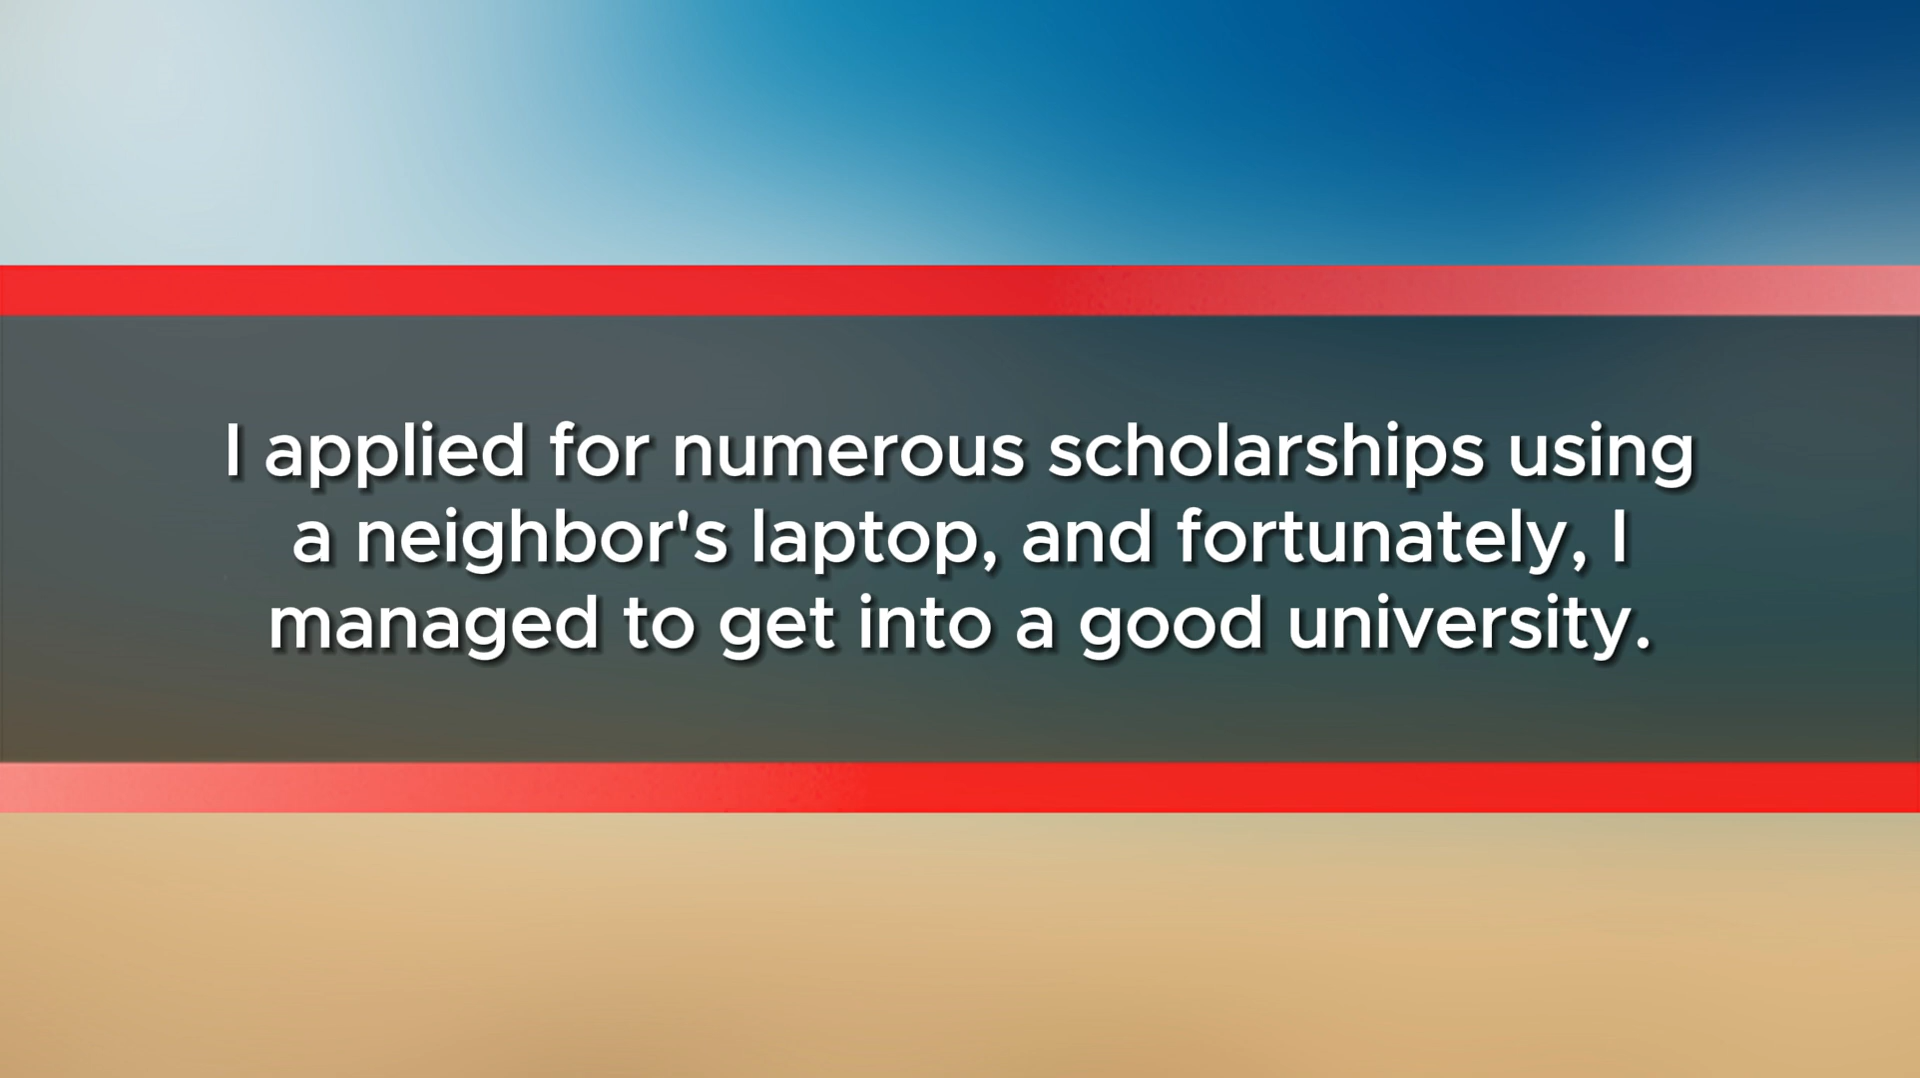 I applied for numerous scholarships using
a neighbor's laptop, and fortunately, I
managed to get into a good university.